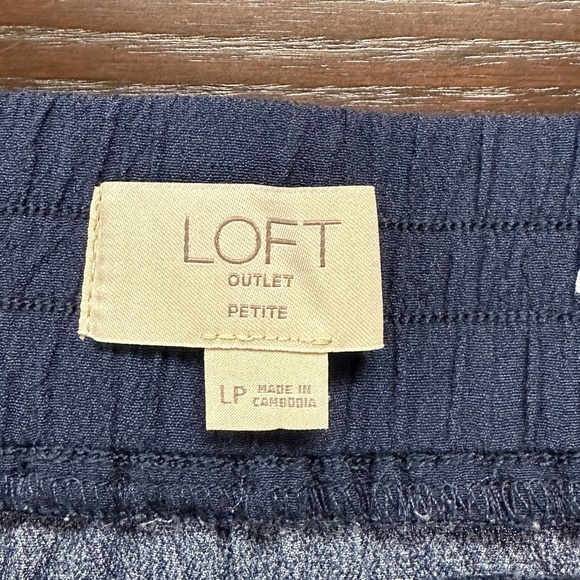 LOFT
OUTLET
PETITE
LP MADE IN
CAMBODIA